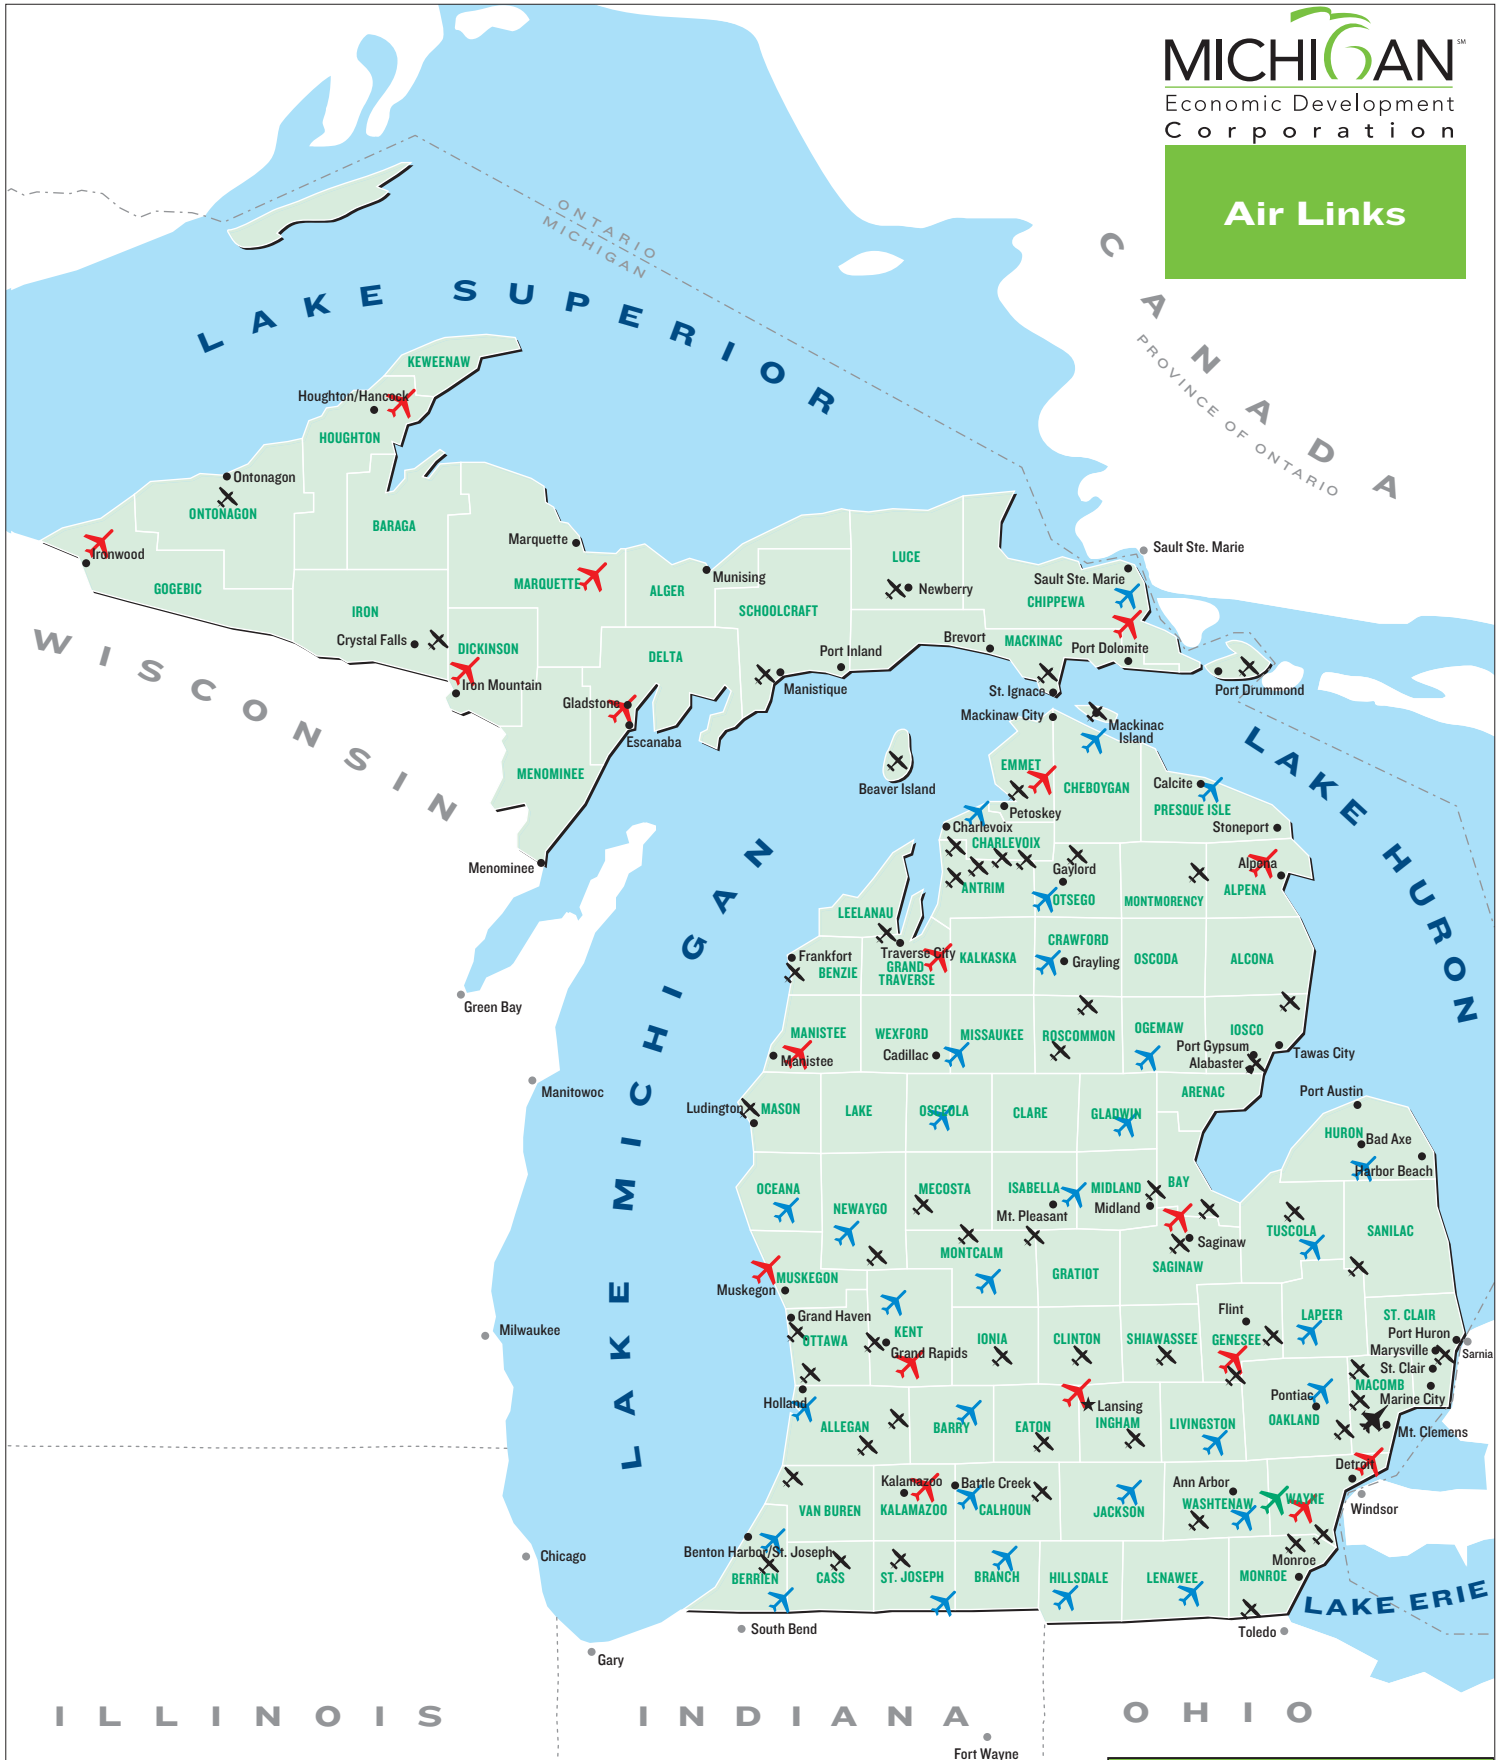 MICHIGAN
SM
Economic Development
Corporation
Air Links
ONTARIO
MICHIGAN
CANADA
PROVINCE OF ONTARIO
LAKE SUPERIOR
KEWEENAW
Houghton/Hancock
HOUGHTON
Ontonagon
ONTONAGON
BARAGA
Ironwood
GOGEBIC
Marquette
MARQUETTE
ALGER
Munising
LUCE
Newberry
SCHOOLCRAFT
Sault Ste. Marie
Sault Ste. Marie
CHIPPEWA
IRON
Crystal Falls
DICKINSON
Iron Mountain
DELTA
Port Inland
Manistique
Brevort
MACKINAC
Port Dolomite
St. Ignace
Port Drummond
WISCONSIN
Gladstone
Escanaba
MENOMINEE
Menominee
Mackinaw City
Mackinac
Island
Beaver Island
EMMET
CHEBOYGAN
Calcite
PRESQUE ISLE
Stoneport
Petoskey
Charlevoix
CHARLEVOIX
LAKE HURON
LAKE MICHIGAN
Gaylord
ANTRIM
OTSEGO
MONTMORENCY
Alpena
ALPENA
LEELANAU
Traverse City
Frankfort
BENZIE
GRAND
TRAVERSE
KALKASKA
CRAWFORD
Grayling
OSCODA
ALCONA
Green Bay
MANISTEE
Manistee
WEXFORD
Cadillac
MISSAUKEE
ROSCOMMON
OGEMAW
IOSCO
Port Gypsum
Alabaster
Tawas City
Manitowoc
Ludington
MASON
LAKE
OSCEOLA
CLARE
GLADWIN
ARENAC
Port Austin
HURON
Bad Axe
Harbor Beach
OCEANA
NEWAYGO
MECOSTA
ISABELLA
Mt. Pleasant
MIDLAND
Midland
BAY
Saginaw
SAGINAW
TUSCOLA
SANILAC
MONTCALM
GRATIOT
MUSKEGON
Muskegon
Milwaukee
Grand Haven
OTTAWA
KENT
Grand Rapids
IONIA
CLINTON
SHIAWASSEE
Flint
GENESEE
LAPEER
ST. CLAIR
Port Huron
Marysville
Sarnia
St. Clair
MACOMB
Marine City
Holland
ALLEGAN
BARRY
EATON
Lansing
INGHAM
LIVINGSTON
Pontiac
OAKLAND
Mt. Clemens
Detroit
Windsor
VAN BUREN
Kalamazoo
KALAMAZOO
Battle Creek
CALHOUN
JACKSON
Ann Arbor
WASHTENAW
WAYNE
Chicago
Benton Harbor/St. Joseph
BERRIEN
CASS
ST. JOSEPH
BRANCH
HILLSDALE
LENAWEE
Monroe
MONROE
LAKE ERIE
South Bend
Toledo
Gary
ILLINOIS
INDIANA
OHIO
Fort Wayne